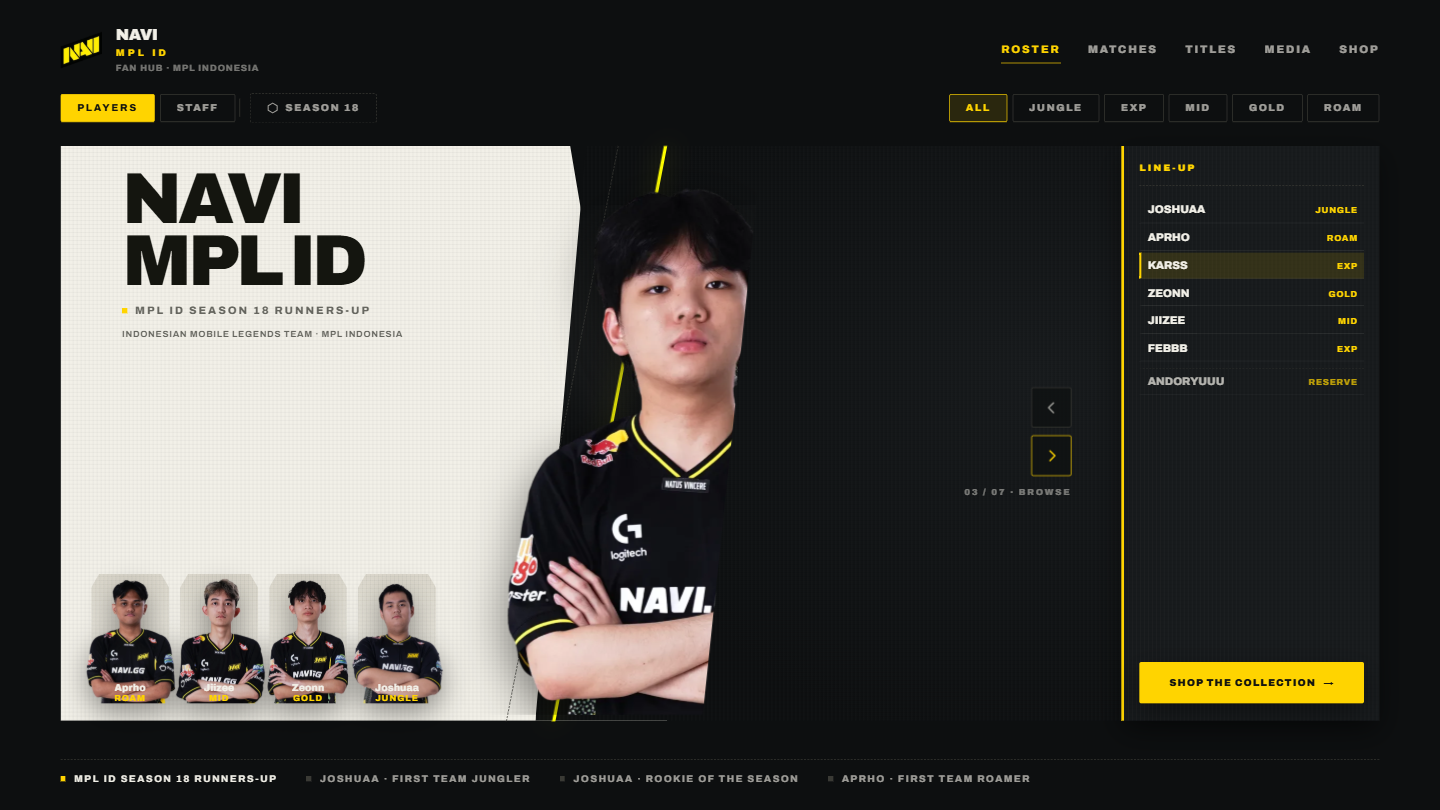 NAVI
MPL ID
FAN HUB · MPL INDONESIA
ROSTER MATCHES TITLES MEDIA SHOP
PLAYERS STAFF SEASON 18
ALL JUNGLE EXP MID GOLD ROAM
NAVI
MPL ID
MPL ID SEASON 18 RUNNERS-UP
INDONESIAN MOBILE LEGENDS TEAM · MPL INDONESIA
Red Bull
NATUS VINCERE
logitech
NAVI.
NAVI.GG
Aprho
ROAM
Jiizee
MID
Zeonn
GOLD
Joshuaa
JUNGLE
03 / 07 · BROWSE
LINE-UP
JOSHUAA JUNGLE
APRHO ROAM
KARSS EXP
ZEONN GOLD
JIIZEE MID
FEBBB EXP
ANDORYUUU RESERVE
SHOP THE COLLECTION →
MPL ID SEASON 18 RUNNERS-UP JOSHUAA · FIRST TEAM JUNGLER JOSHUAA · ROOKIE OF THE SEASON APRHO · FIRST TEAM ROAMER